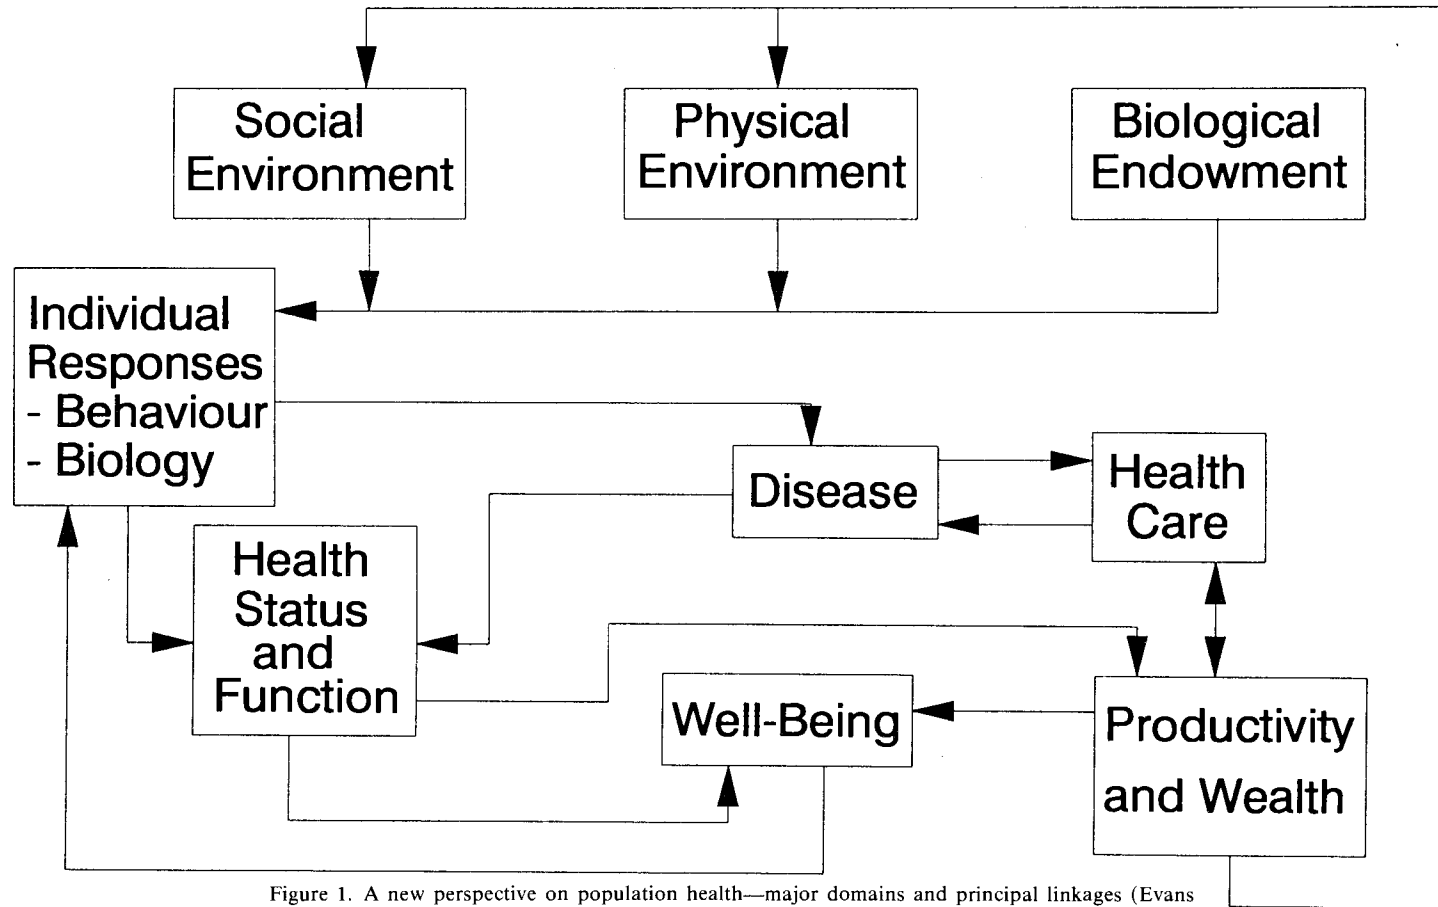 Social
Environment
Physical
Environment
Biological
Endowment
Individual
Responses
- Behaviour
- Biology
Disease
Health
Care
Health
Status
and
Function
Well-Being
Productivity
and Wealth
Figure 1. A new perspective on population health—major domains and principal linkages (Evans